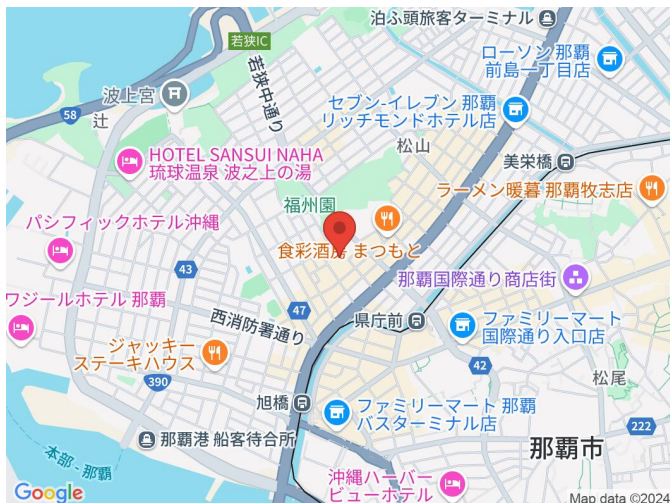 泊ふ頭旅客ターミナル
若狭IC
ローソン 那覇
前島一丁目店
若狭中通り
波上宮
58
辻
セブン-イレブン 那覇
リッチモンドホテル店
松山
HOTEL SANSUI NAHA
琉球温泉 波之上の湯
美栄橋
ラーメン暖暮 那覇牧志店
福州園
パシフィックホテル沖縄
食彩酒房 まつもと
43
那覇国際通り商店街
ワジールホテル 那覇
47
西消防署通り
県庁前
ファミリーマート
国際通り入口店
ジャッキー
ステーキハウス
42
松尾
390
旭橋
ファミリーマート 那覇
バスターミナル店
222
那覇港 船客待合所
那覇市
本部 - 那覇
沖縄ハーバー
ビューホテル
Google
Map data ©2024